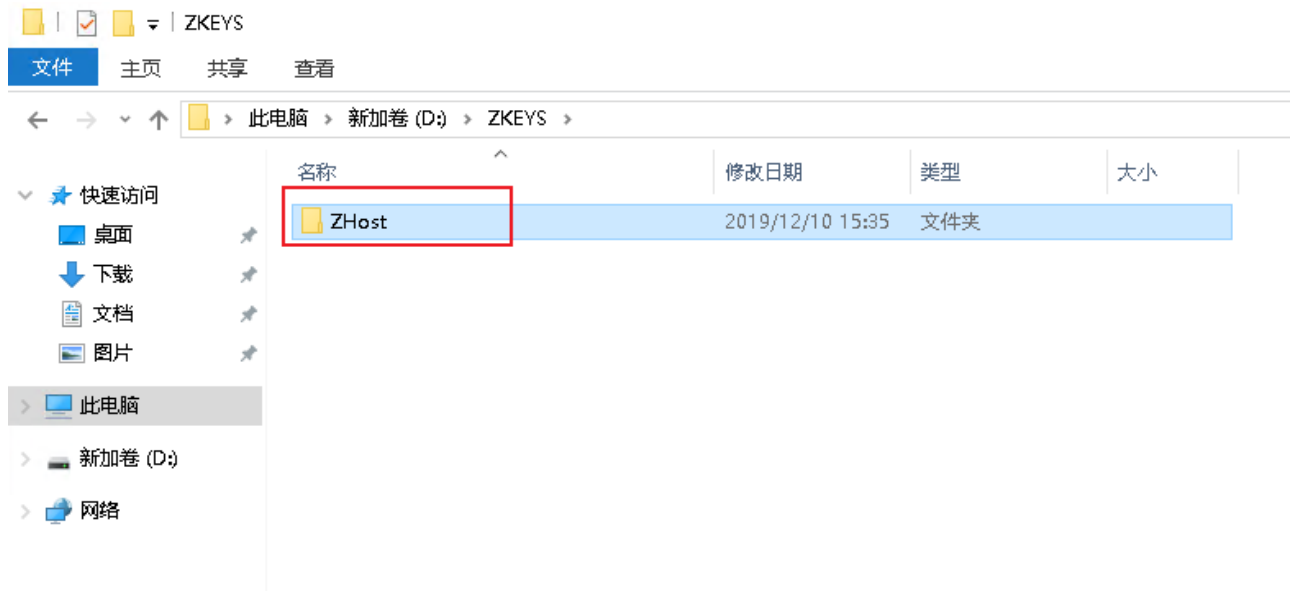 ZKEYS
文件 主页 共享 查看
此电脑 新加卷 (D:) ZKEYS
名称 修改日期 类型 大小
快速访问
ZHost 2019/12/10 15:35 文件夹
桌面
下载
文档
图片
此电脑
新加卷 (D:)
网络